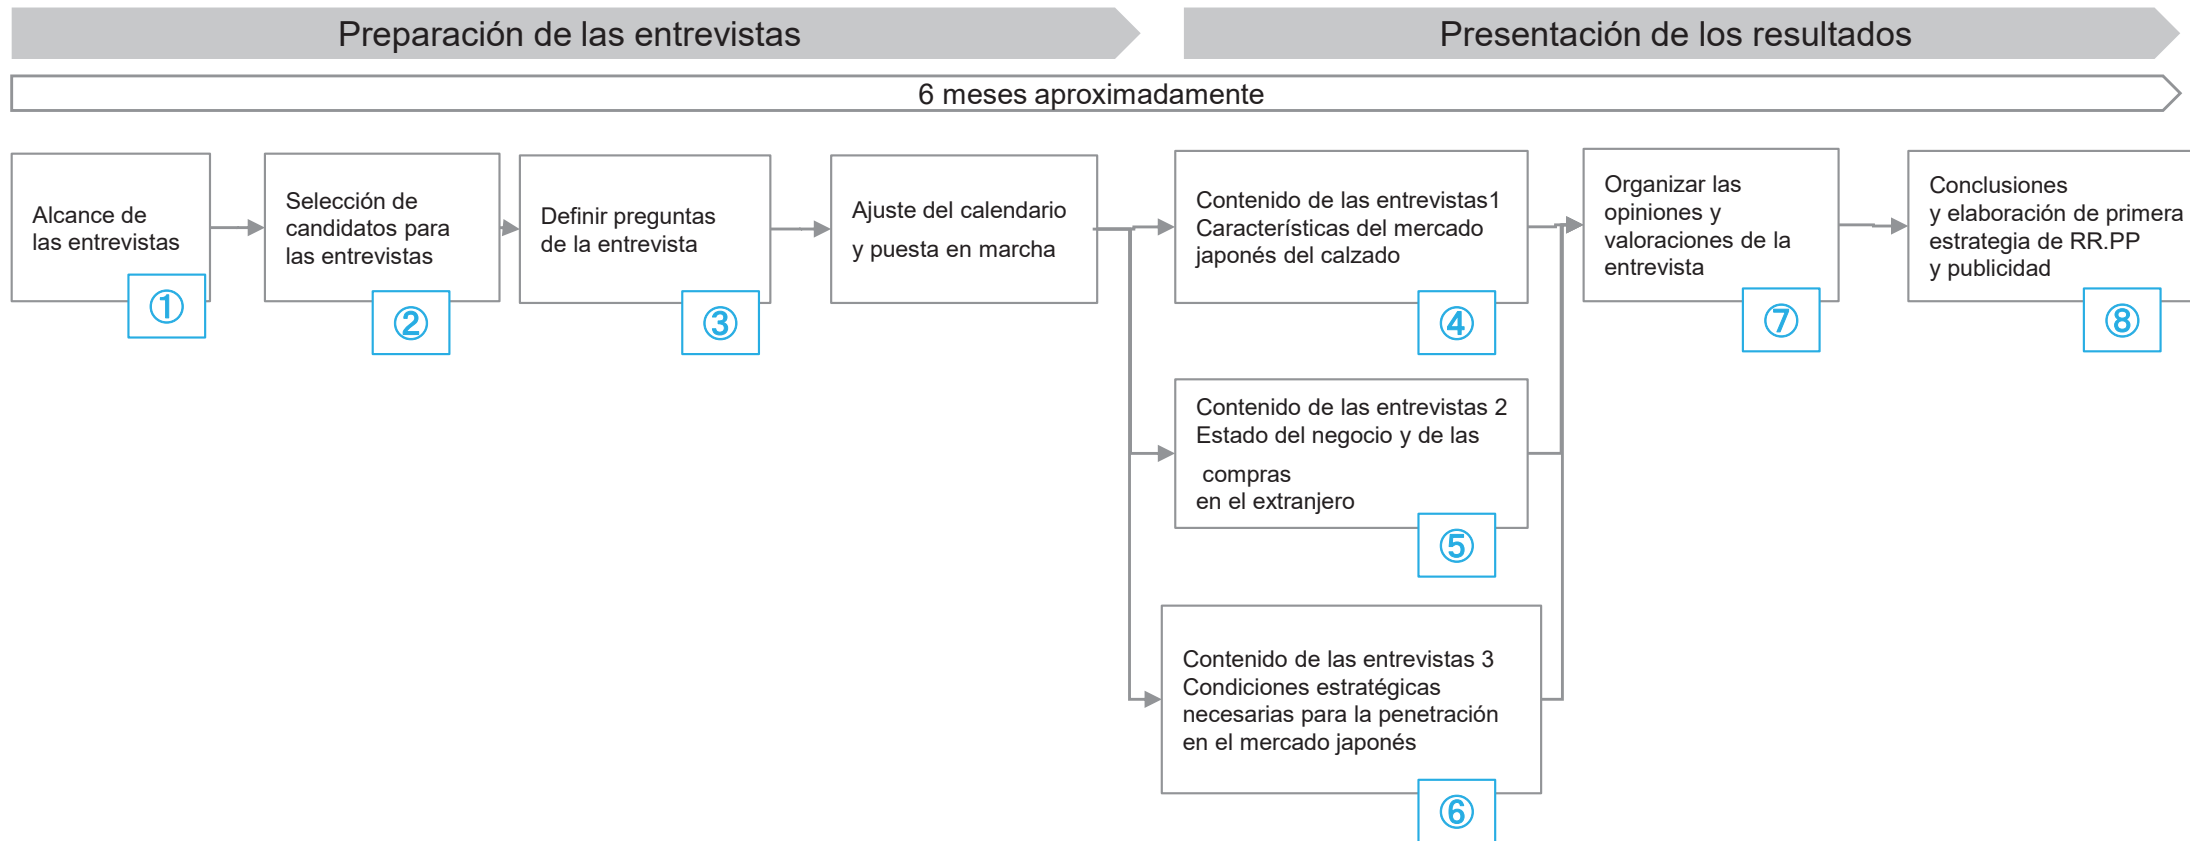 Preparación de las entrevistas
Presentación de los resultados
6 meses aproximadamente
Alcance de
las entrevistas
①
Selección de
candidatos para
las entrevistas
②
Definir preguntas
de la entrevista
③
Ajuste del calendario
y puesta en marcha
Contenido de las entrevistas1
Características del mercado
japonés del calzado
④
Contenido de las entrevistas 2
Estado del negocio y de las
compras
en el extranjero
⑤
Contenido de las entrevistas 3
Condiciones estratégicas
necesarias para la penetración
en el mercado japonés
⑥
Organizar las
opiniones y
valoraciones de la
entrevista
⑦
Conclusiones
y elaboración de primera
estrategia de RR.PP
y publicidad
⑧